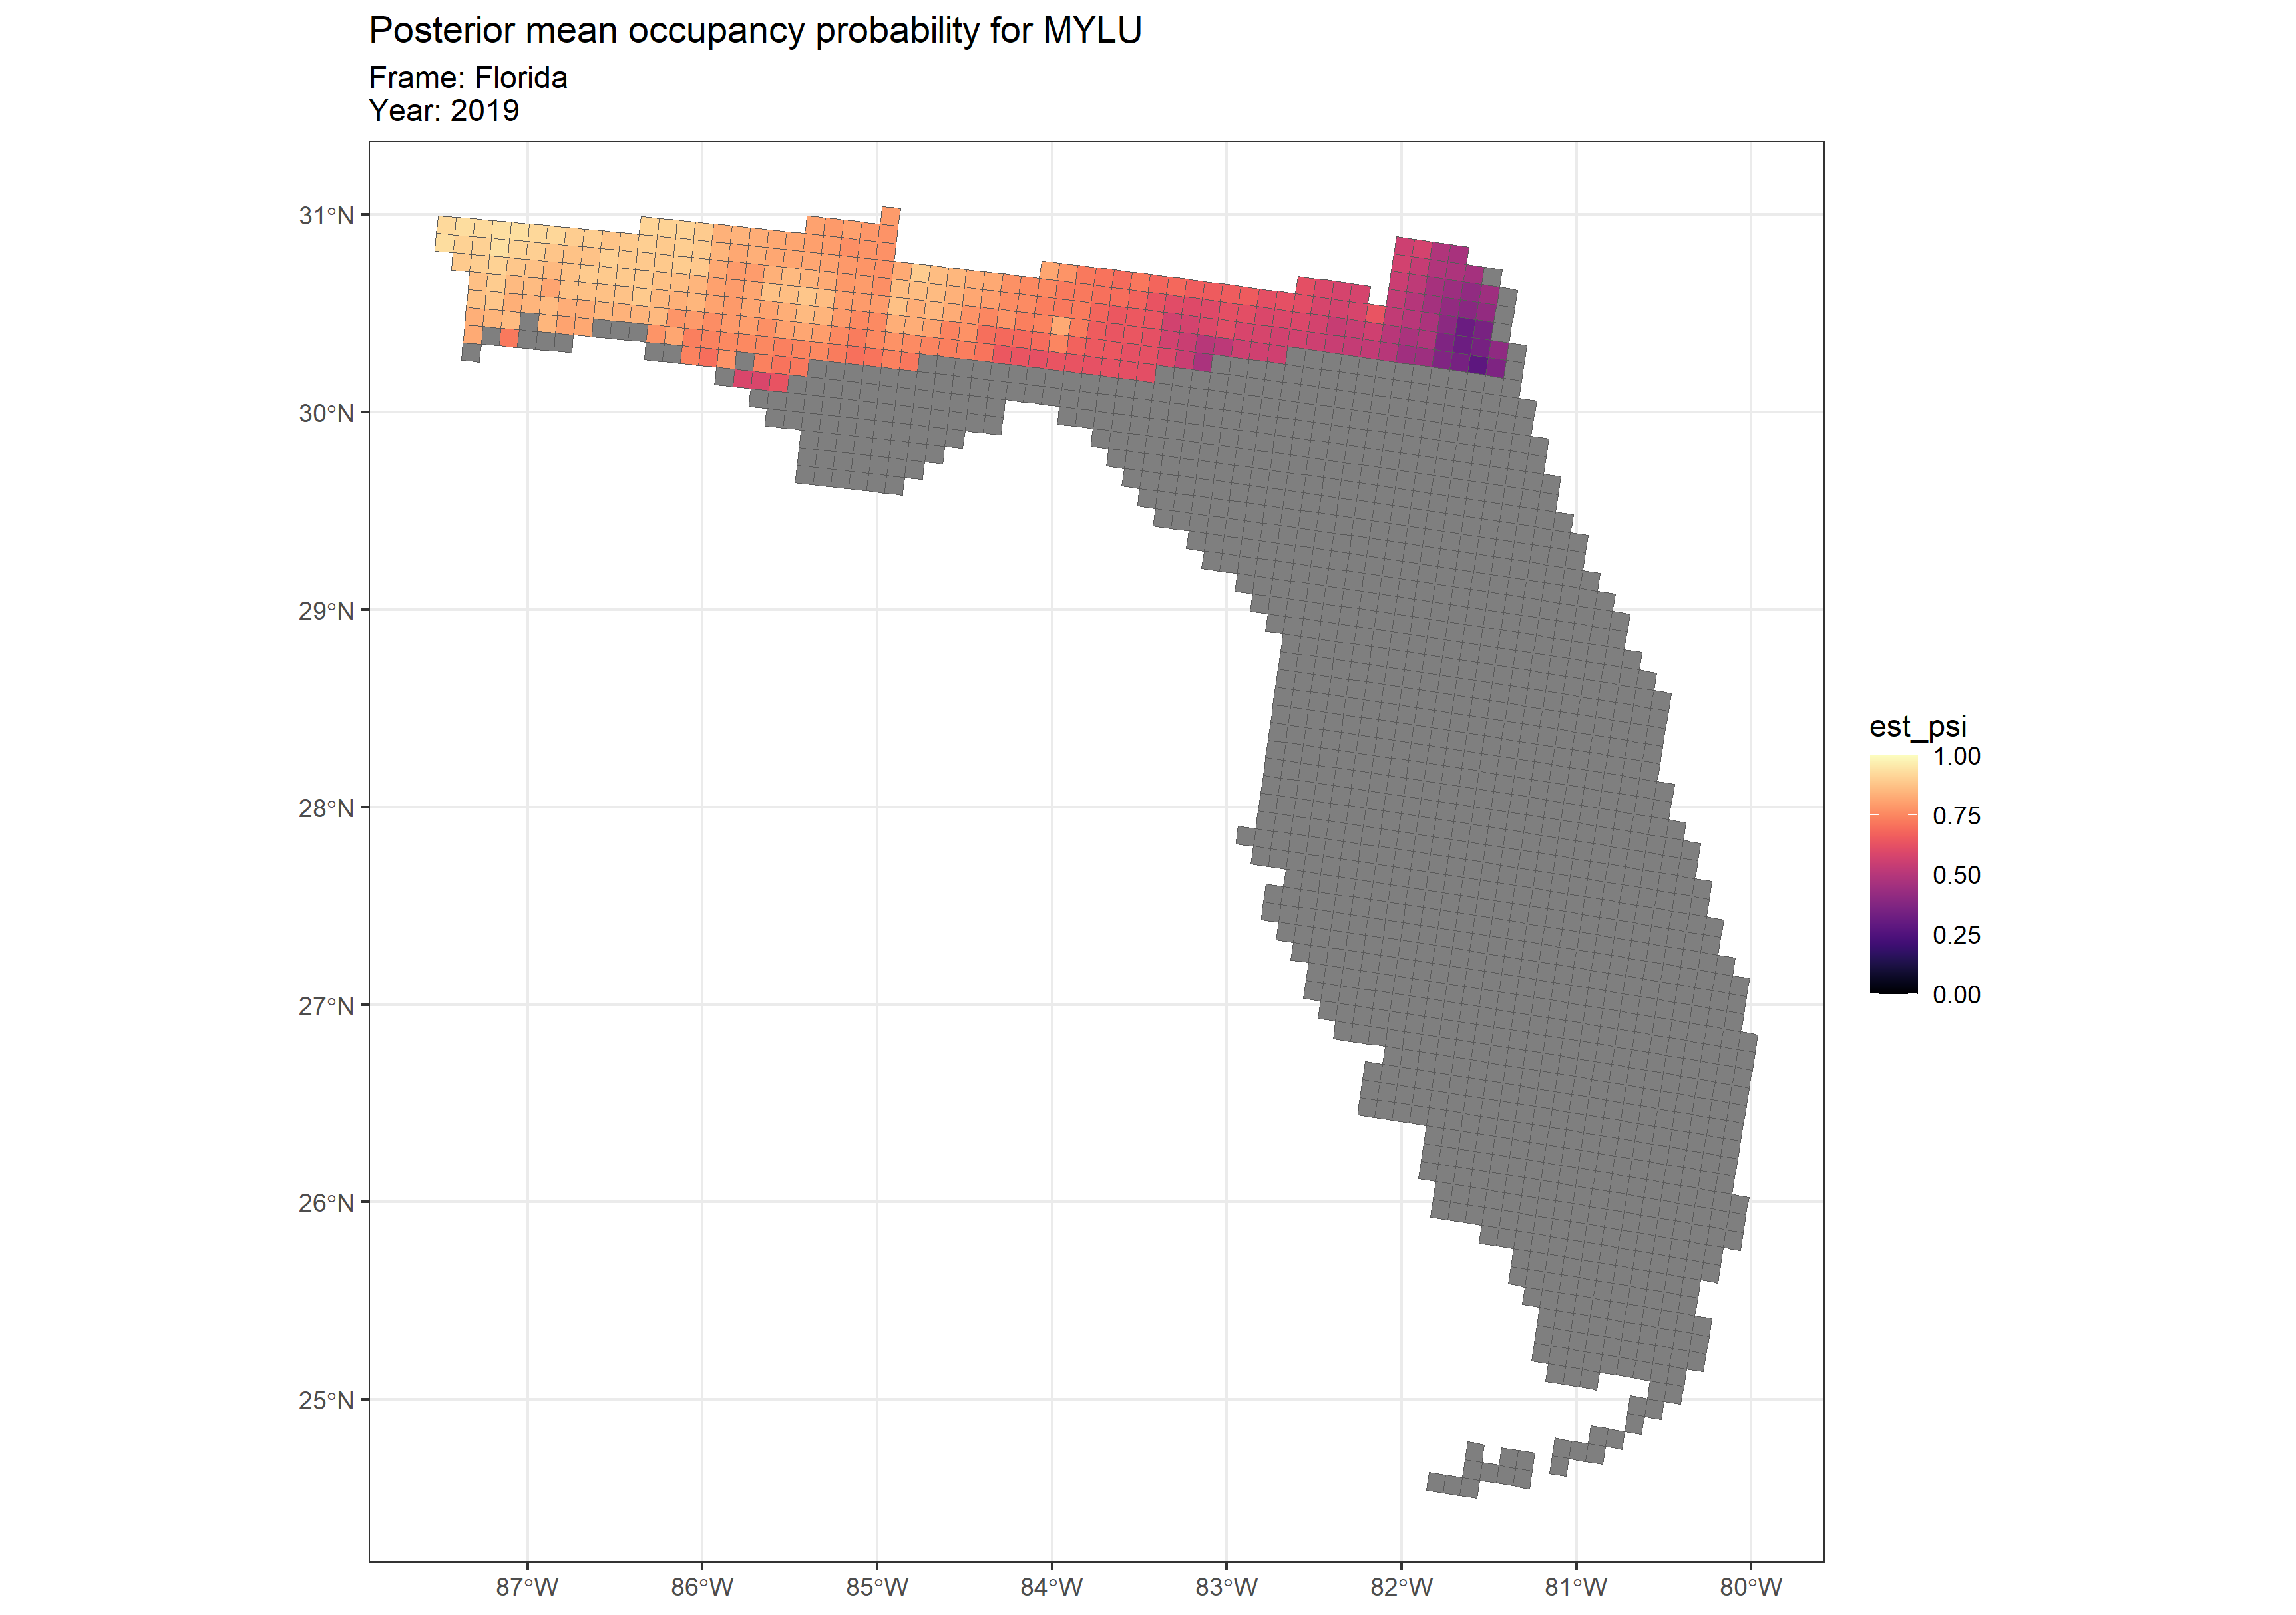 Posterior mean occupancy probability for MYLU
Frame: Florida
Year: 2019
31°N
30°N
29°N
28°N
27°N
26°N
25°N
87°W 86°W 85°W 84°W 83°W 82°W 81°W 80°W
est_psi
1.00
0.75
0.50
0.25
0.00